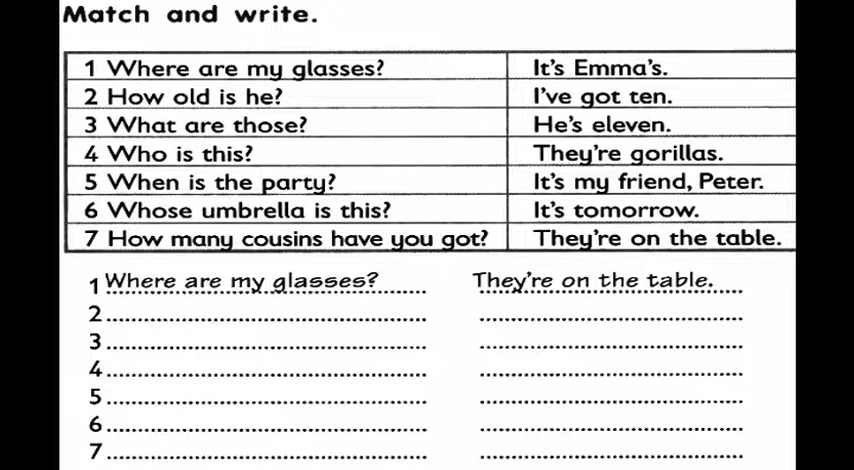 Match and write.
1 Where are my glasses? It's Emma's.
2 How old is he? I've got ten.
3 What are those? He's eleven.
4 Who is this? They're gorillas.
5 When is the party? It's my friend, Peter.
6 Whose umbrella is this? It's tomorrow.
7 How many cousins have you got? They're on the table.
1 Where are my glasses? They're on the table.
2
3
4
5
6
7